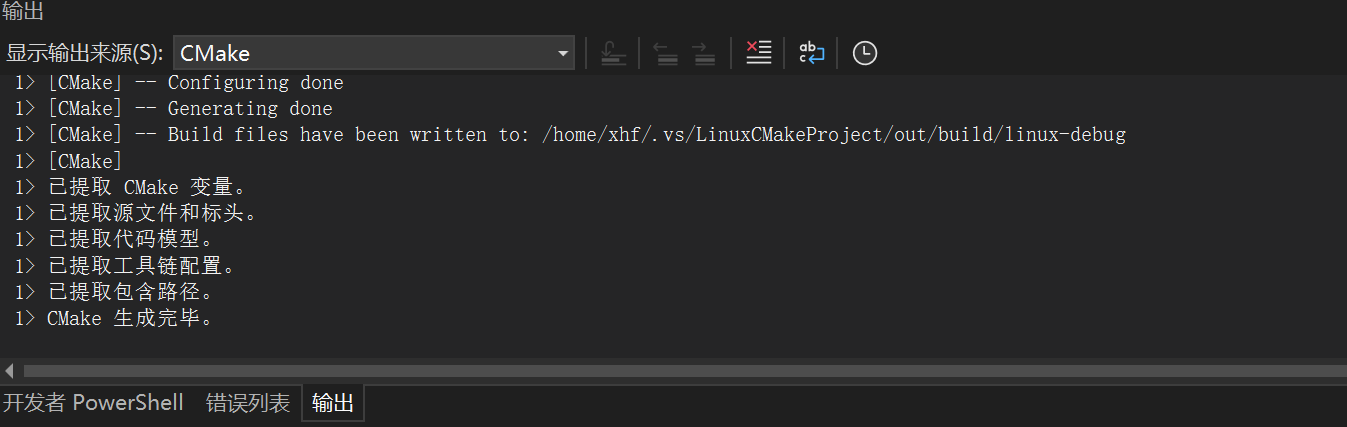 输出
显示输出来源(S): CMake
1> [CMake] -- Configuring done
1> [CMake] -- Generating done
1> [CMake] -- Build files have been written to: /home/xhf/.vs/LinuxCMakeProject/out/build/linux-debug
1> [CMake]
1> 已提取 CMake 变量。
1> 已提取源文件和标头。
1> 已提取代码模型。
1> 已提取工具链配置。
1> 已提取包含路径。
1> CMake 生成完毕。
开发者 PowerShell 错误列表 输出